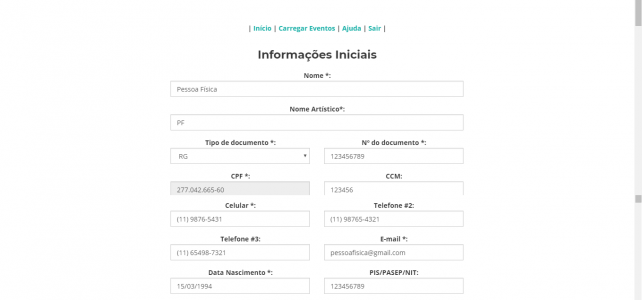 | Início | Carregar Eventos | Ajuda | Sair |
Informações Iniciais
Nome *:
Pessoa Física
Nome Artístico*:
PF
Tipo de documento *: Nº do documento *:
RG 123456789
CPF *: CCM:
277.042.665-60 123456
Celular *: Telefone #2:
(11) 9876-5431 (11) 98765-4321
Telefone #3: E-mail *:
(11) 65498-7321 pessoafisica@gmail.com
Data Nascimento *: PIS/PASEP/NIT:
15/03/1994 123456789